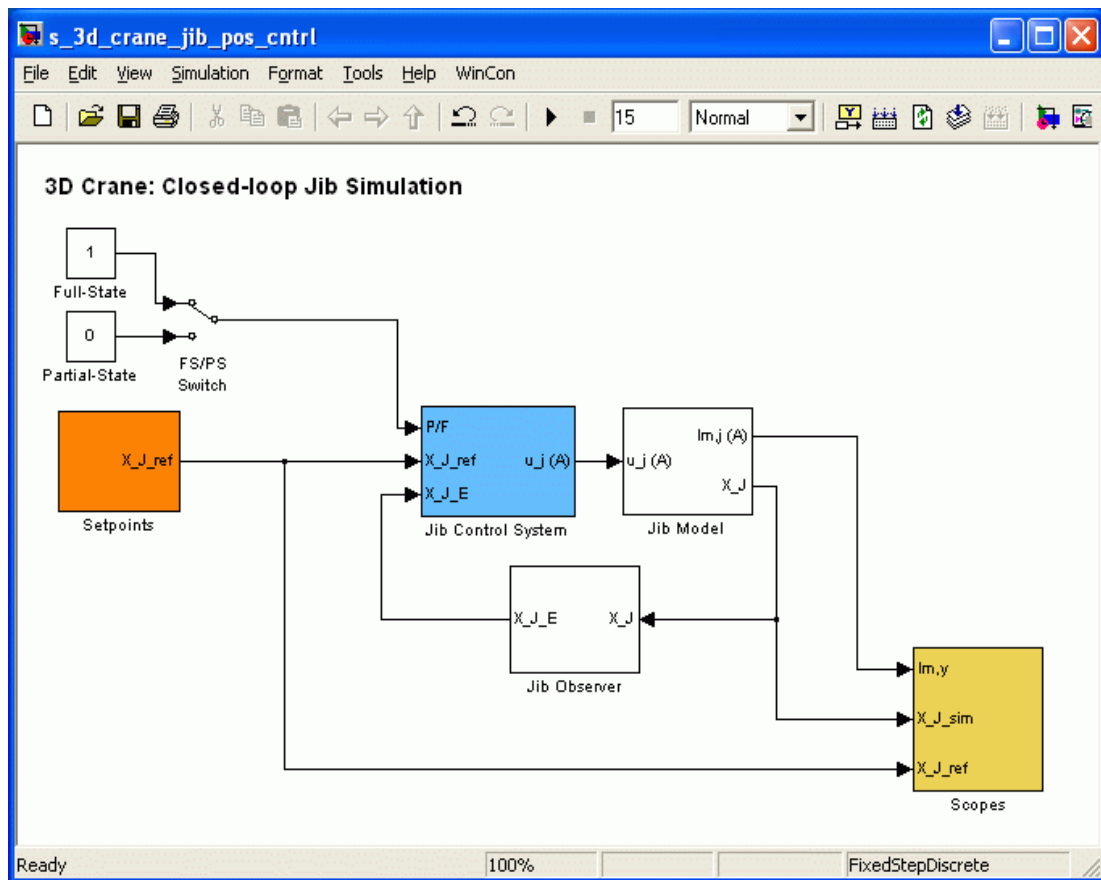 s_3d_crane_jib_pos_cntrl
File Edit View Simulation Format Tools Help WinCon
15 Normal
3D Crane: Closed-loop Jib Simulation
1
Full-State
0
Partial-State
FS/PS
Switch
X_J_ref
Setpoints
P/F
X_J_ref
X_J_E
u_j (A)
Jib Control System
u_j (A)
Im,j (A)
X_J
Jib Model
X_J_E
X_J
Jib Observer
Im,y
X_J_sim
X_J_ref
Scopes
Ready 100% FixedStepDiscrete